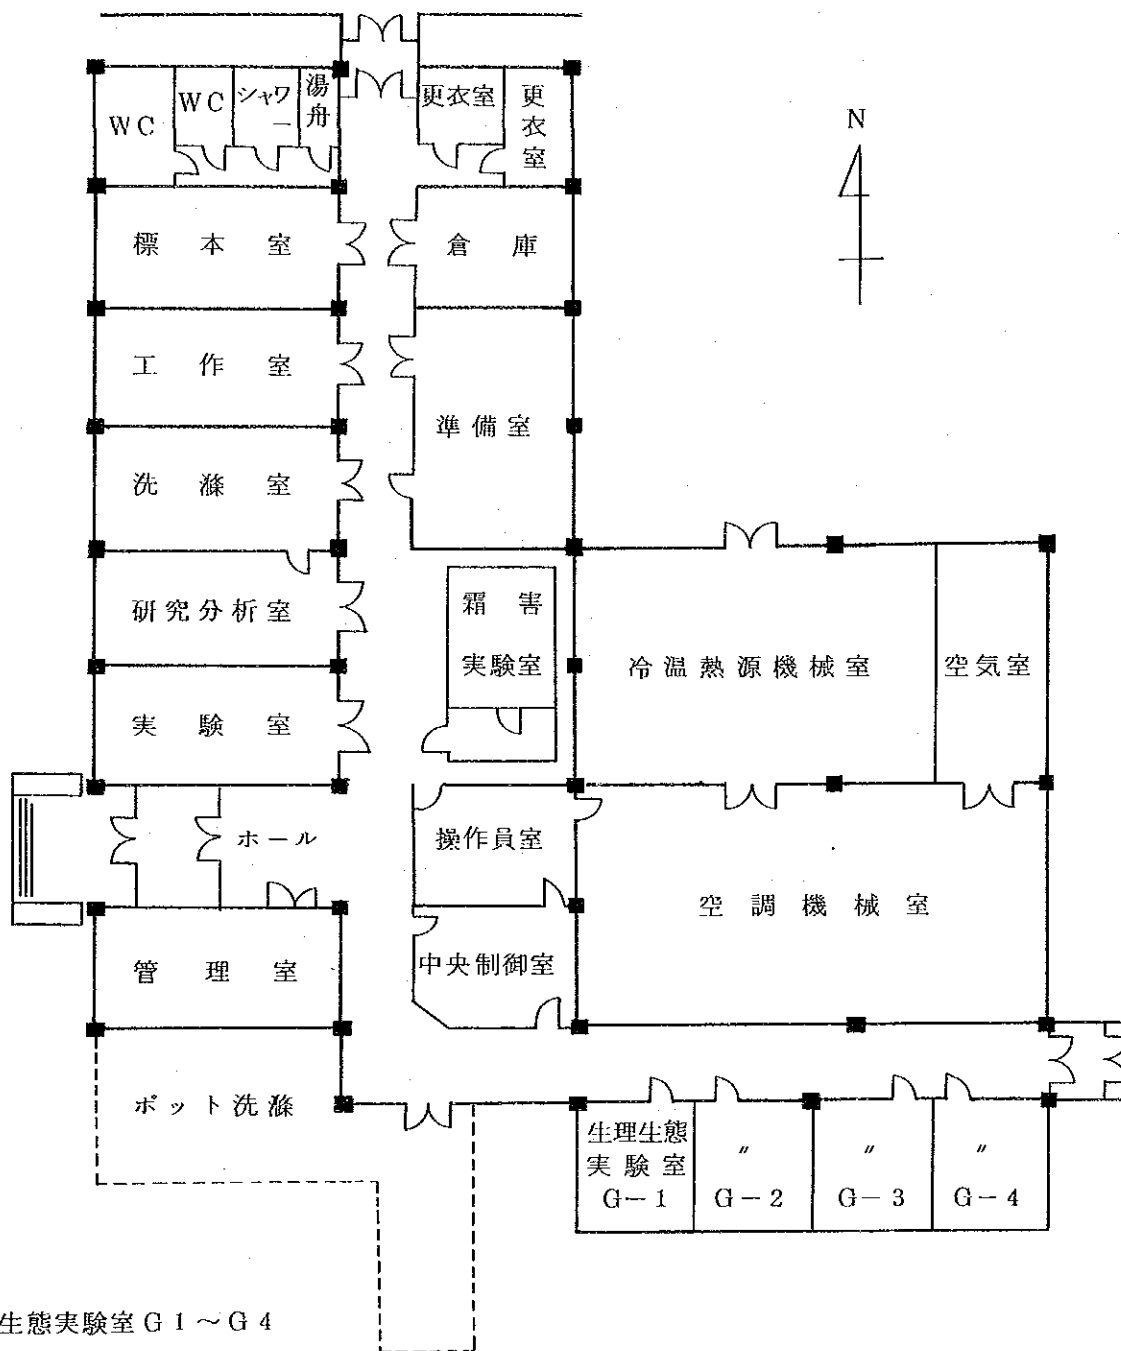 N
WC
WC
シャワー
湯舟
更衣室
更衣室
標本室
倉庫
工作室
準備室
洗滌室
研究分析室
霜害
実験室
冷温熱源機械室
空気室
実験室
ホール
操作員室
空調機械室
管理室
中央制御室
ポット洗滌
生理生態
実験室
G-1
〃
G-2
〃
G-3
〃
G-4
生態実験室G1~G4